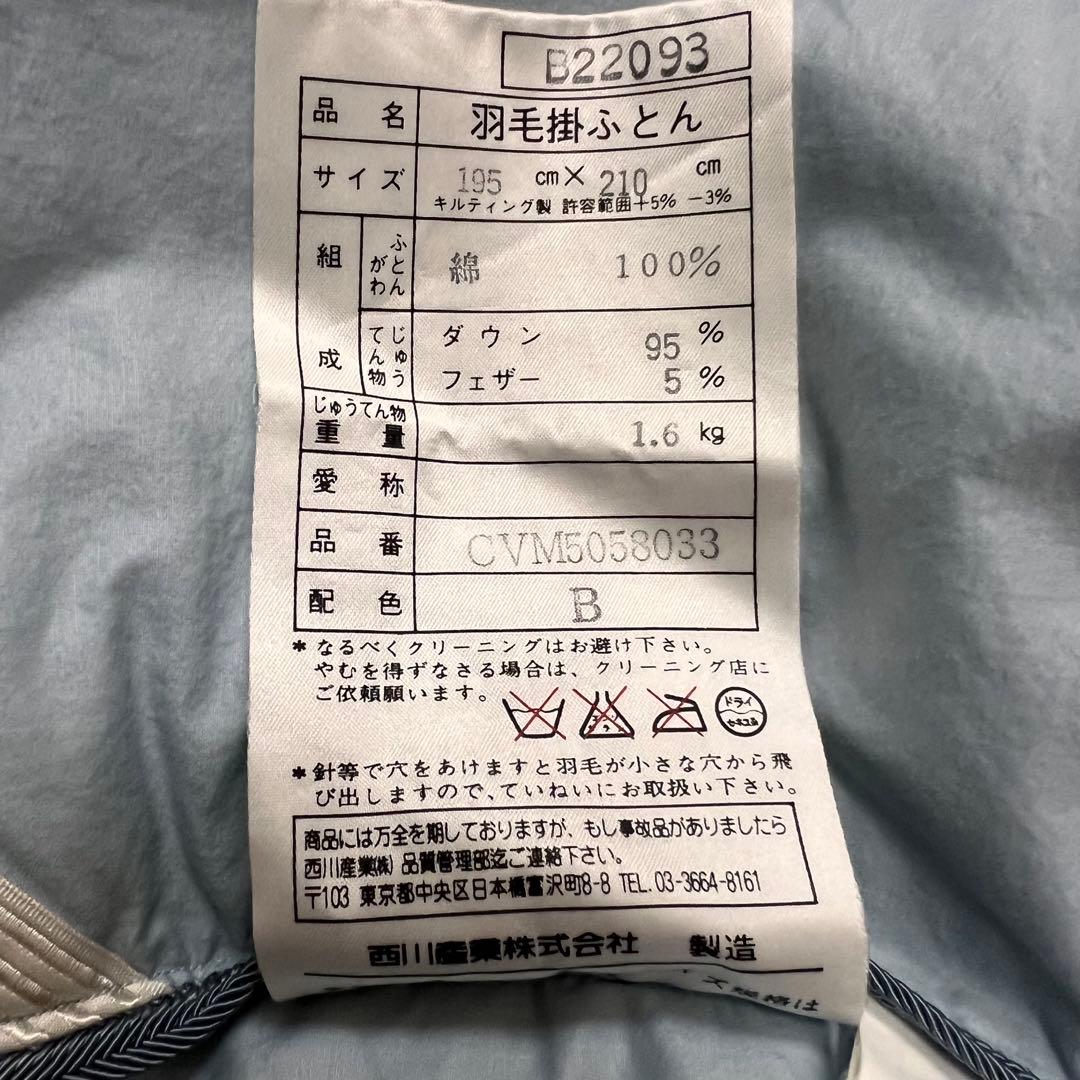 B22093
品名 羽毛掛ふとん
サイズ 195 cm × 210 cm
キルティング製 許容範囲+5% -3%
組成 ふとんがわ 綿 100%
じゅうてん物 ダウン 95 %
フェザー 5 %
じゅうてん物重量 1.6 kg
愛称
品番 CVM5058033
配色 B
*なるべくクリーニングはお避け下さい。
やむを得ずなさる場合は、クリーニング店に
ご依頼願います。
ドライ
セキユ系
*針等で穴をあけますと羽毛が小さな穴から飛
び出しますので、ていねいにお取扱い下さい。
商品には万全を期しておりますが、もし事故品がありましたら
西川産業㈱ 品質管理部迄ご連絡下さい。
〒103 東京都中央区日本橋富沢町8-8 TEL. 03-3664-8161
西川産業株式会社 製造
ズ規格は